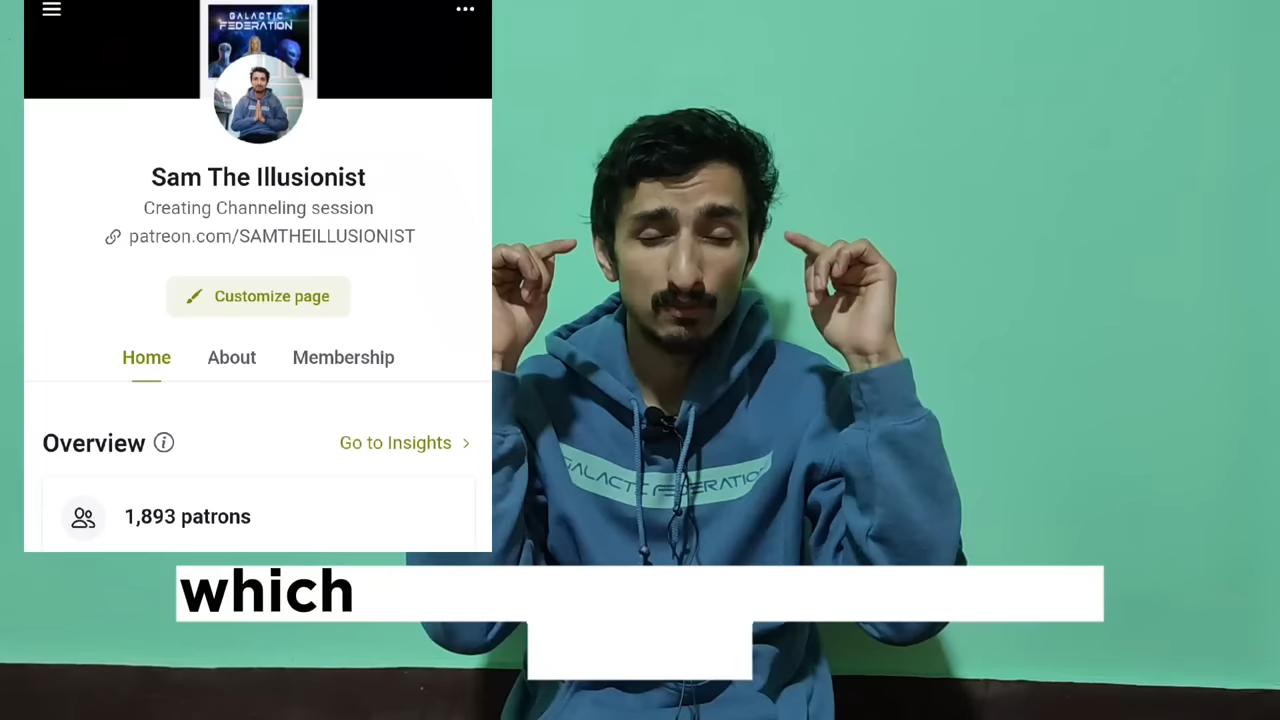 GALACTIC
FEDERATION
Sam The Illusionist
Creating Channeling session
patreon.com/SAMTHEILLUSIONIST
Customize page
Home About Membership
Overview
Go to Insights
1,893 patrons
GALACTIC FEDERATION
which